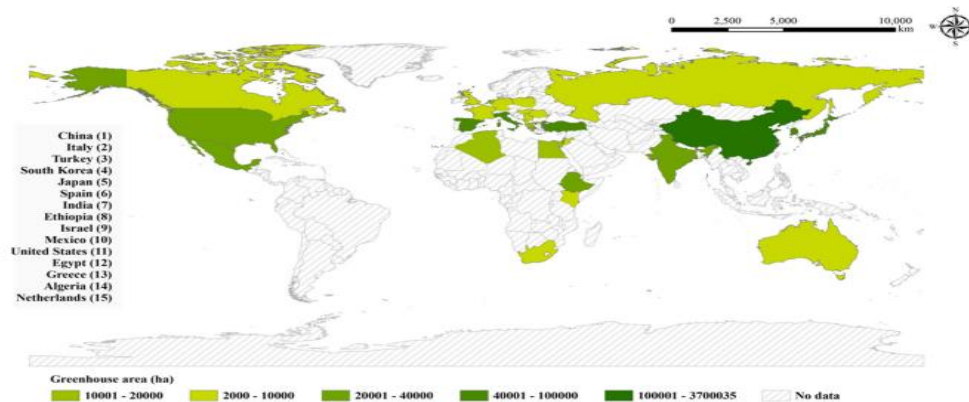 0 2,500 5,000 10,000
km
N
W E
S
China (1)
Italy (2)
Turkey (3)
South Korea (4)
Japan (5)
Spain (6)
India (7)
Ethiopia (8)
Israel (9)
Mexico (10)
United States (11)
Egypt (12)
Greece (13)
Algeria (14)
Netherlands (15)
Greenhouse area (ha)
10001 - 20000 2000 - 10000 20001 - 40000 40001 - 100000 100001 - 3700035 No data